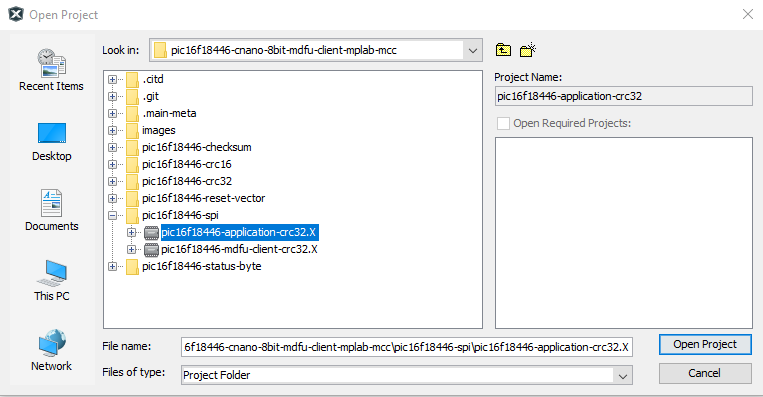 Open Project
Look in:
pic16f18446-cnano-8bit-mdfu-client-mplab-mcc
Recent Items
Desktop
Documents
This PC
Network
.citd
.git
.main-meta
images
pic16f18446-checksum
pic16f18446-crc16
pic16f18446-crc32
pic16f18446-reset-vector
pic16f18446-spi
pic16f18446-application-crc32.X
pic16f18446-mdfu-client-crc32.X
pic16f18446-status-byte
Project Name:
pic16f18446-application-crc32
Open Required Projects:
File name:
6f18446-cnano-8bit-mdfu-client-mplab-mcc\pic16f18446-spi\pic16f18446-application-crc32.X
Open Project
Files of type:
Project Folder
Cancel